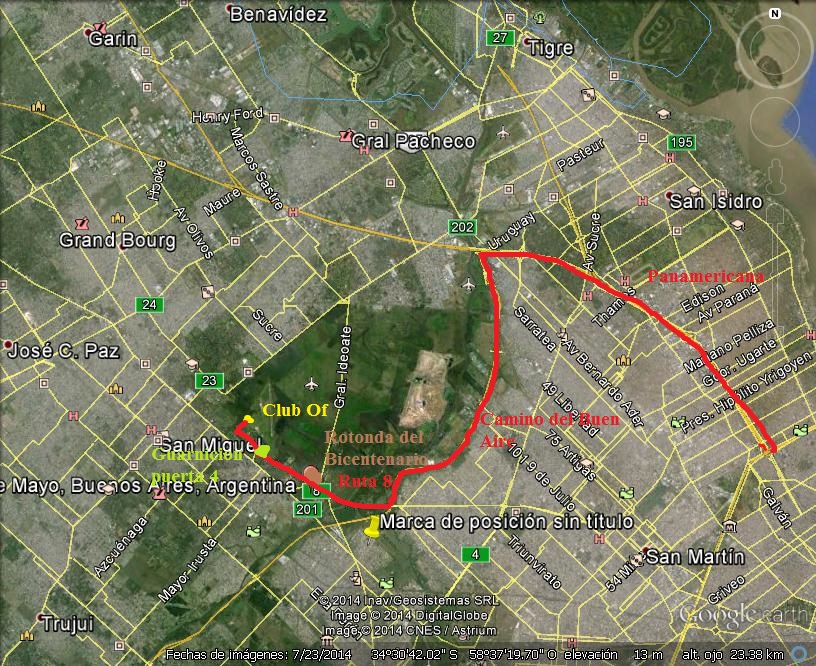 Benavídez
Garin
N
27
Tigre
Henry Ford
Gral Pacheco
195
Pasteur
Hooke
Marcos Sastre
Maure
Av Olivos
San Isidro
Grand Bourg
202
Uruguay
Av Sucre
Panamericana
Edison
Av Paraná
Thames
24
Sucre
Gral. Ideoate
Sarratea
Av Bernardo Ader
Mariano Pelliza
Gob. Ugarte
Pres. Hipólito Yrigoyen
José C. Paz
23
49 Libertad
Club Of
Camino del Buen
Aire
75 Artigas
San Miguel
Guarnicion
puerta 4
Rotonda del
Bicentenario
Ruta 8
101 9 de Julio
e Mayo, Buenos Aires, Argentina
8
201
Marca de posición sin título
Galván
Azcuénaga
Mayor Irusta
4
Triunvirato
San Martín
Griveo
Trujui
© 2014 Inav/Geosistemas SRL
Image © 2014 DigitalGlobe
Image © 2014 CNES / Astrium
Google earth
Fechas de imágenes: 7/23/2014 34°30'42.02" S 58°37'19.70" O elevación 13 m alt. ojo 23.38 km